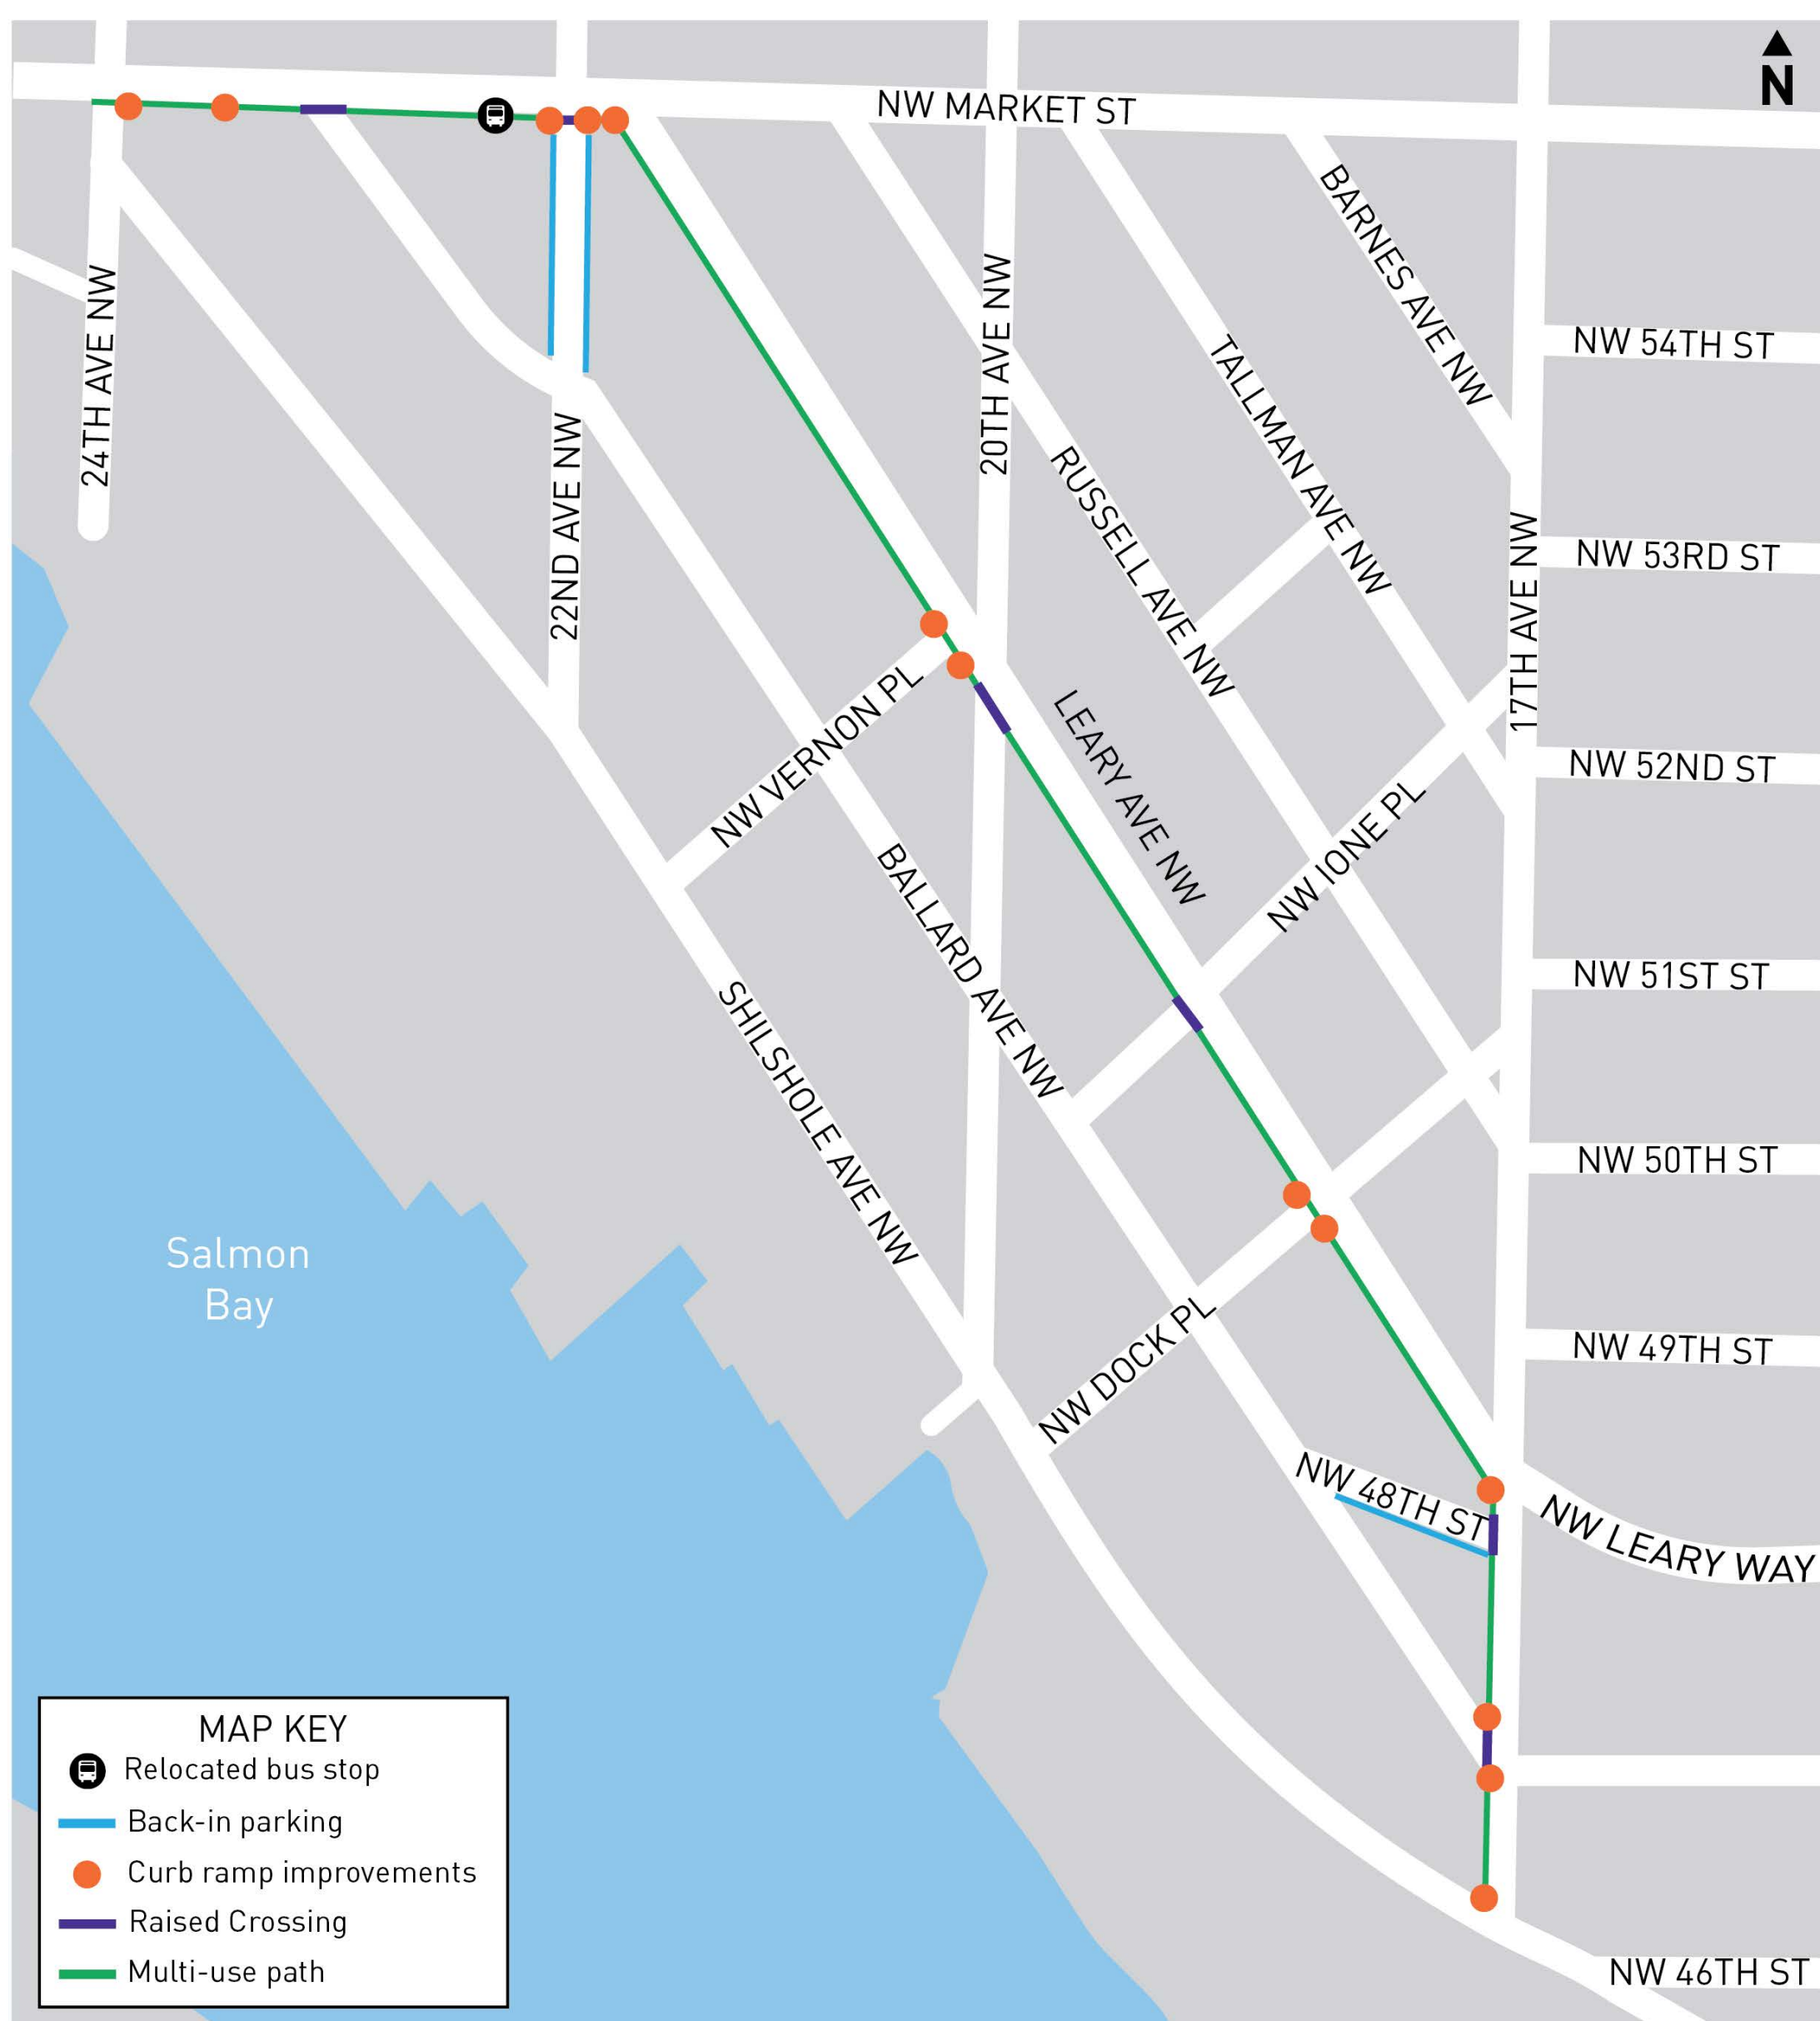 N
NW MARKET ST
BARNES AVE NW
24TH AVE NW
20TH AVE NW
NW 54TH ST
TALLMAN AVE NW
22ND AVE NW
RUSSELL AVE NW
17TH AVE NW
NW 53RD ST
NW VERNON PL
LEARY AVE NW
NW 52ND ST
NW IONE PL
BALLARD AVE NW
NW 51ST ST
SHILSHOLE AVE NW
NW 50TH ST
Salmon
Bay
NW DOCK PL
NW 49TH ST
NW 48TH ST
NW LEARY WAY
MAP KEY
Relocated bus stop
Back-in parking
Curb ramp improvements
Raised Crossing
Multi-use path
NW 46TH ST